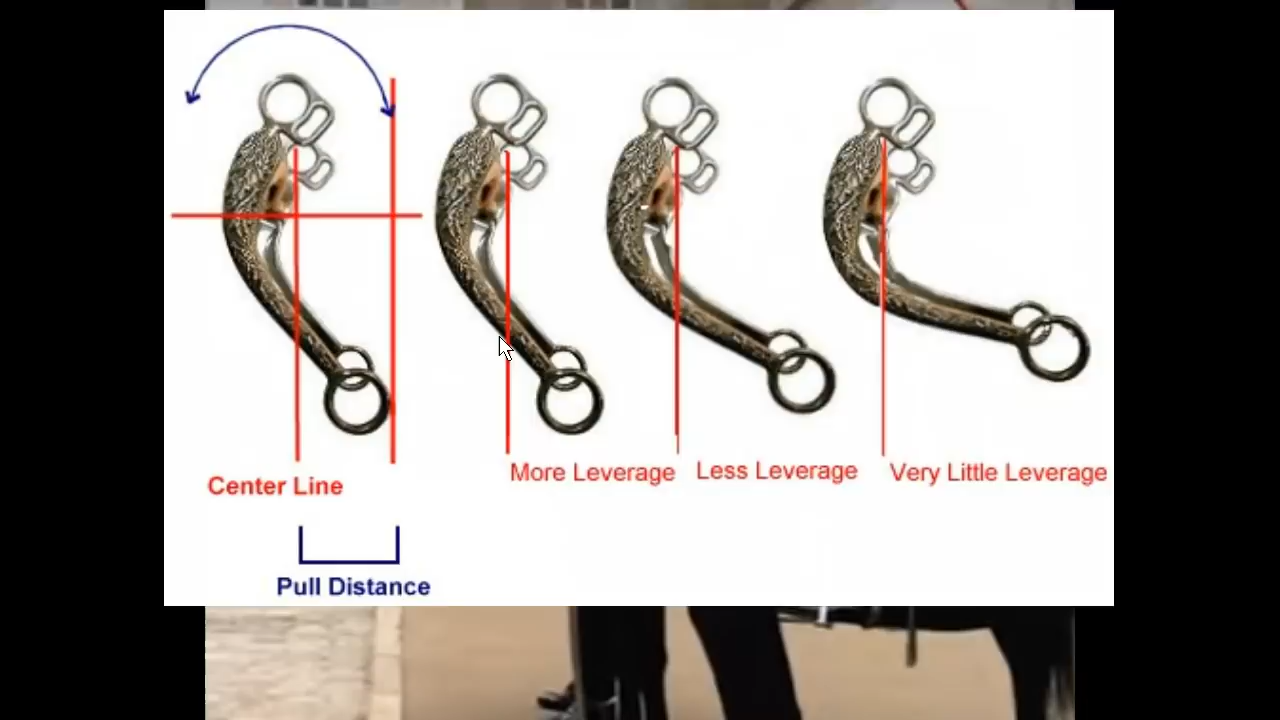 More Leverage
Less Leverage
Very Little Leverage
Center Line
Pull Distance